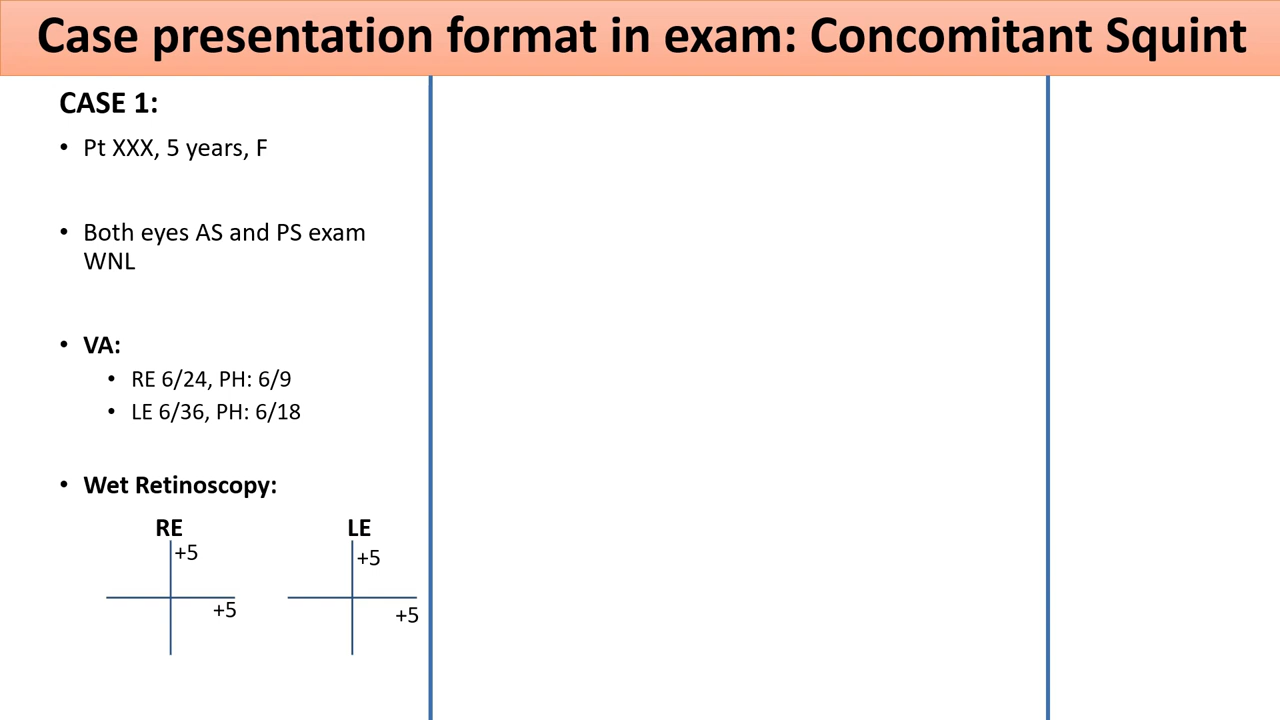 Case presentation format in exam: Concomitant Squint
CASE 1:
• Pt XXX, 5 years, F
• Both eyes AS and PS exam
WNL
• VA:
• RE 6/24, PH: 6/9
• LE 6/36, PH: 6/18
• Wet Retinoscopy:
RE
LE
+5
+5
+5
+5